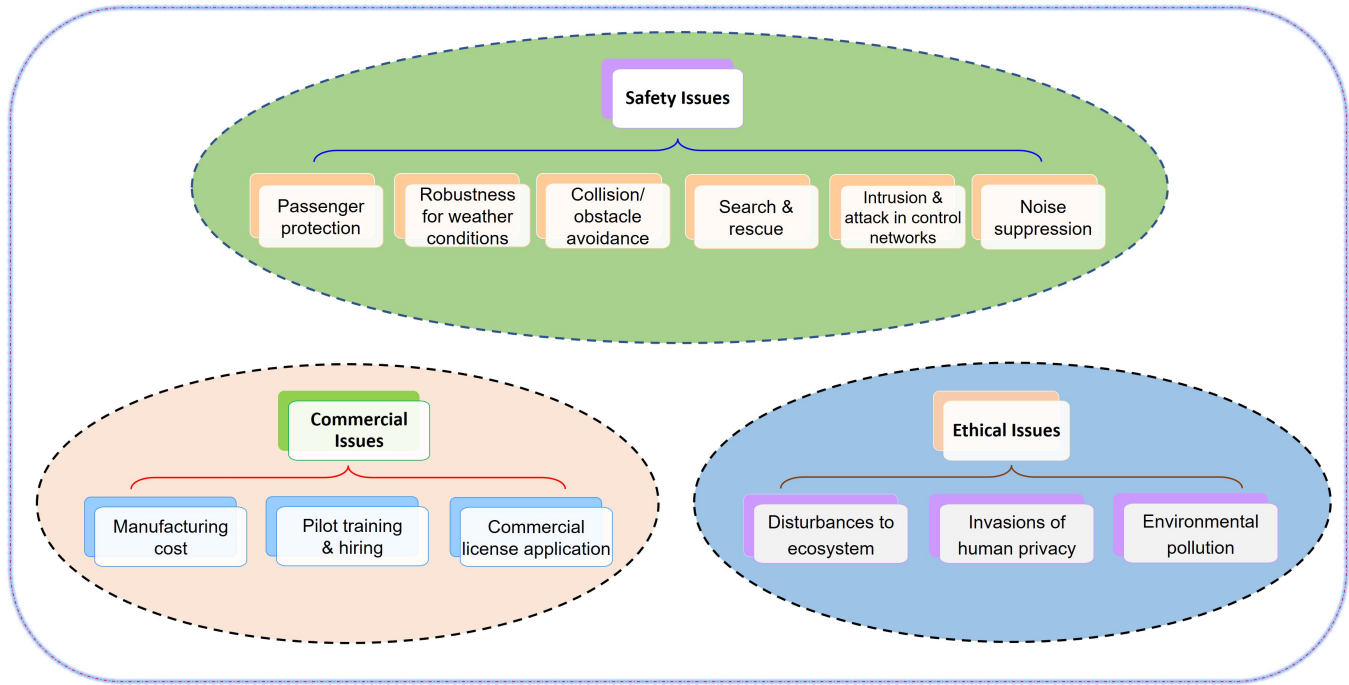 Safety Issues
Passenger
protection
Robustness
for weather
conditions
Collision/
obstacle
avoidance
Search &
rescue
Intrusion &
attack in control
networks
Noise
suppression
Commercial
Issues
Manufacturing
cost
Pilot training
& hiring
Commercial
license application
Ethical Issues
Disturbances to
ecosystem
Invasions of
human privacy
Environmental
pollution